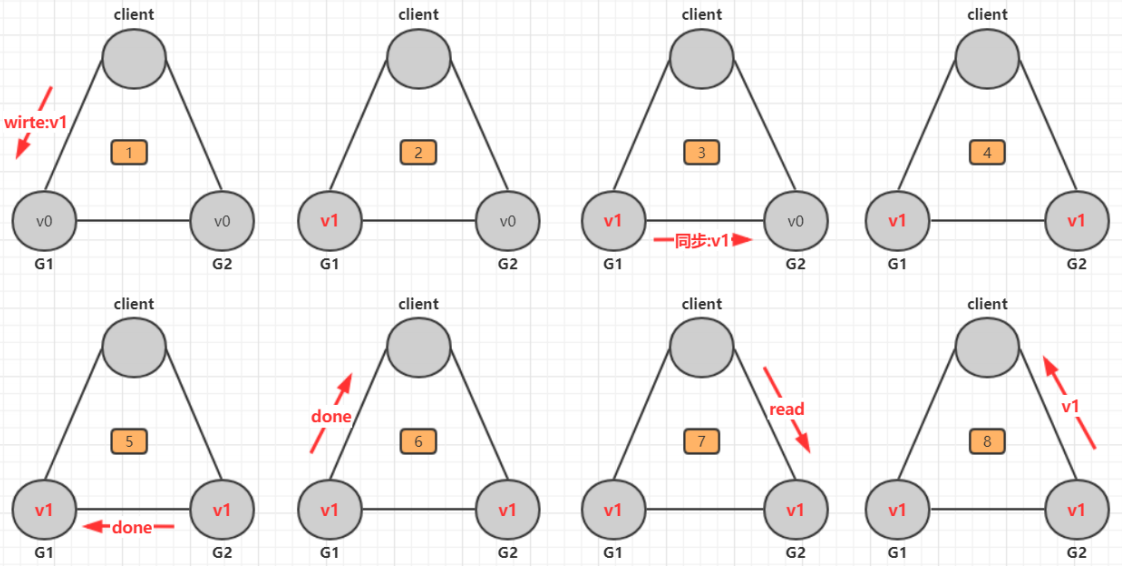 client
client
client
client
wirte:v1
1
2
3
4
v0
v0
v1
v0
v1
v0
v1
v1
同步:v1
G1
G2
G1
G2
G1
G2
G1
G2
client
client
client
client
done
read
v1
5
6
7
8
v1
v1
v1
v1
v1
v1
v1
v1
done
G1
G2
G1
G2
G1
G2
G1
G2